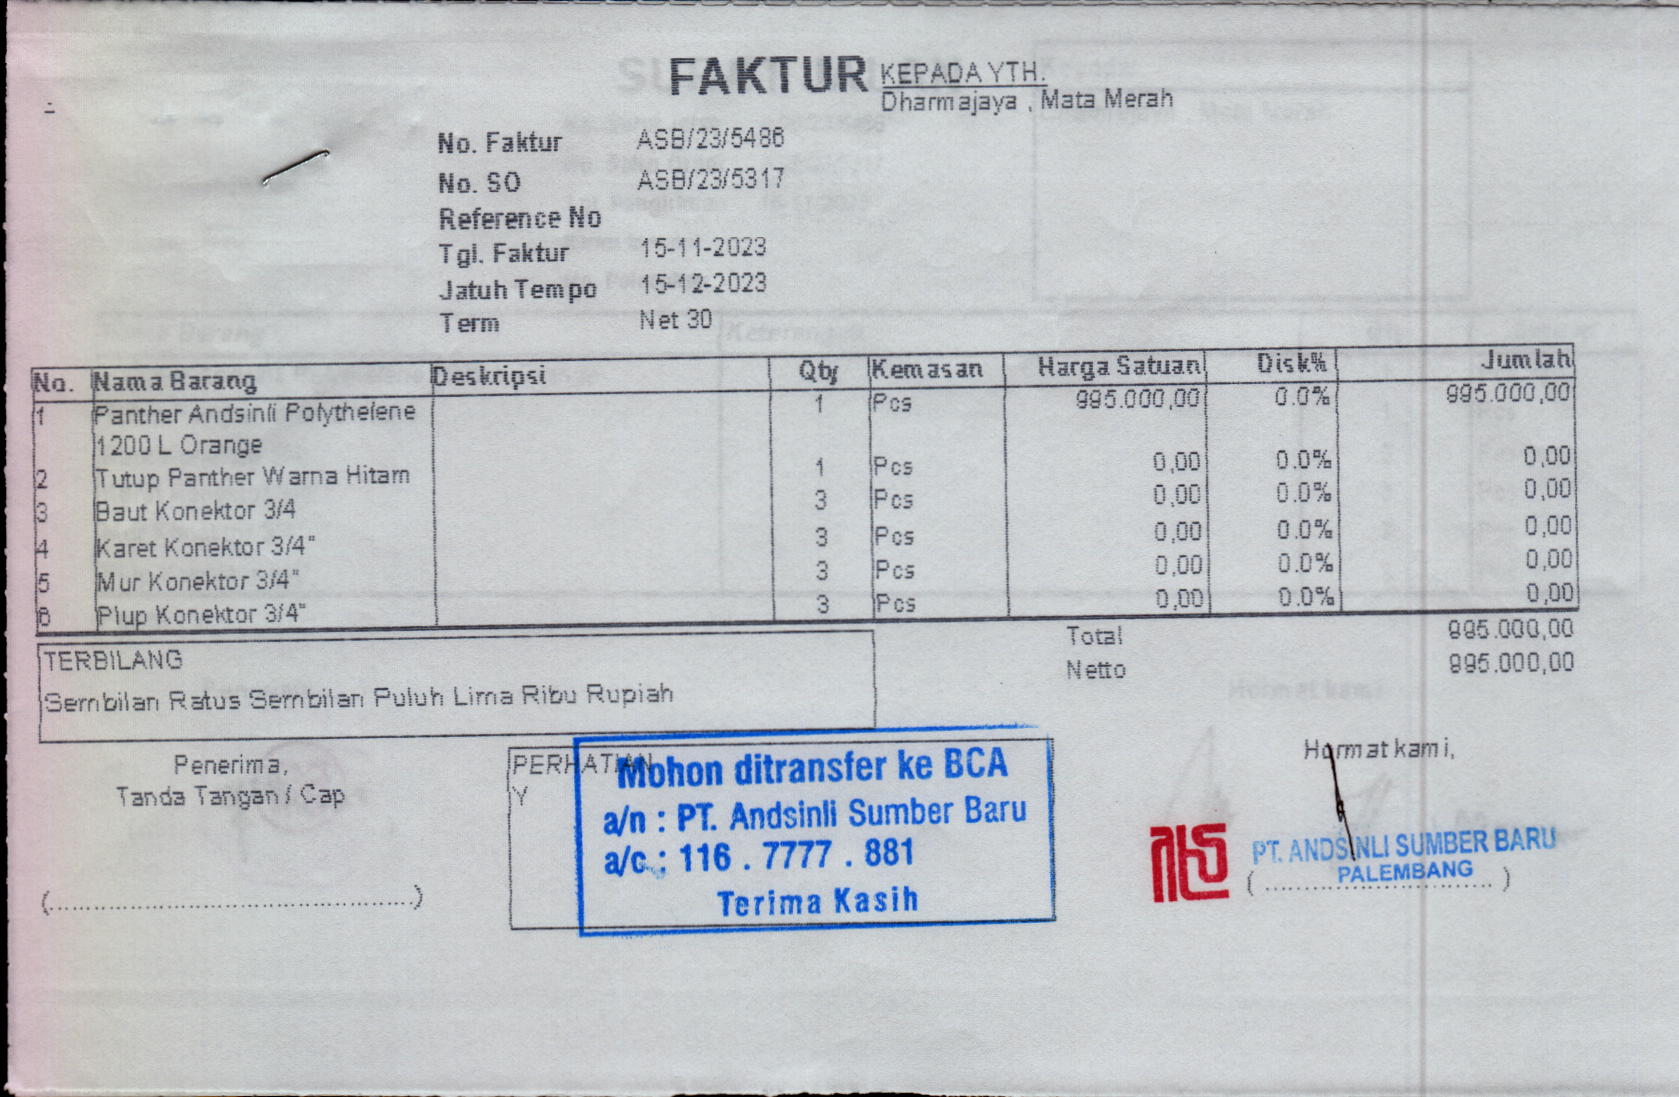 FAKTUR
KEPADA YTH.
Dharmajaya , Mata Merah
No. Faktur ASB/23/5486
No. SO ASB/23/5317
Reference No
Tgl. Faktur 15-11-2023
Jatuh Tempo 15-12-2023
Term Net 30
No. Nama Barang Deskripsi Qty Kemasan Harga Satuan Disk% Jumlah
1 Panther Andsinli Polythelene 1 Pcs 995.000,00 0.0% 995.000,00
1200 L Orange
2 Tutup Panther Warna Hitam 1 Pcs 0,00 0.0% 0,00
3 Baut Konektor 3/4 3 Pcs 0,00 0.0% 0,00
4 Karet Konektor 3/4" 3 Pcs 0,00 0.0% 0,00
5 Mur Konektor 3/4" 3 Pcs 0,00 0.0% 0,00
6 Plup Konektor 3/4" 3 Pcs 0,00 0.0% 0,00
Total 995.000,00
Netto 995.000,00
TERBILANG
Sembilan Ratus Sembilan Puluh Lima Ribu Rupiah
Penerima,
Tanda Tangan / Cap
(............................................)
PERHATIAN
Y
Mohon ditransfer ke BCA
a/n : PT. Andsinli Sumber Baru
a/c : 116 . 7777 . 881
Terima Kasih
Hormat kami,
PT. ANDSINLI SUMBER BARU
PALEMBANG
(..............................)